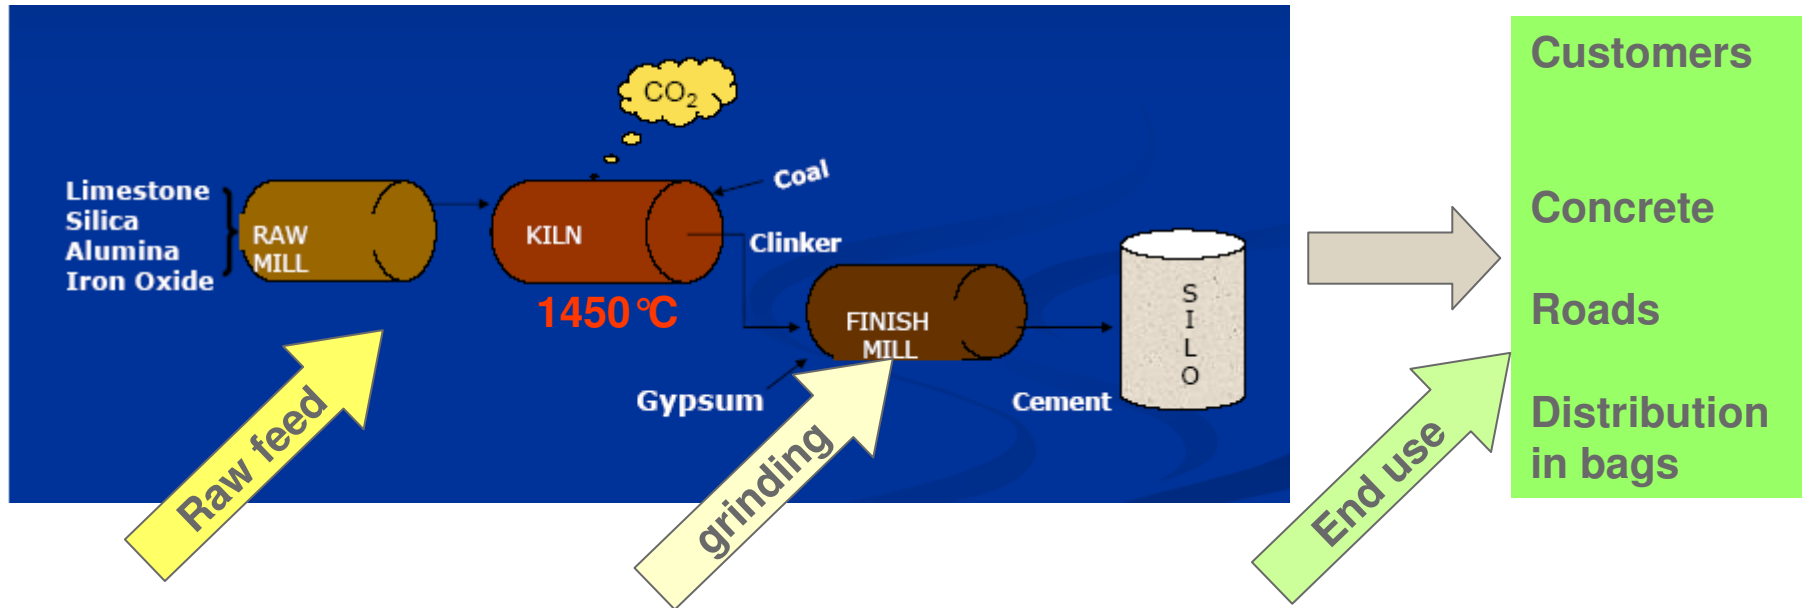 CO₂
Limestone
Silica
Alumina
Iron Oxide
RAW
MILL
KILN
1450°C
Coal
Clinker
FINISH
MILL
Gypsum
Cement
S
I
L
O
Raw feed
grinding
End use
Customers
Concrete
Roads
Distribution
in bags